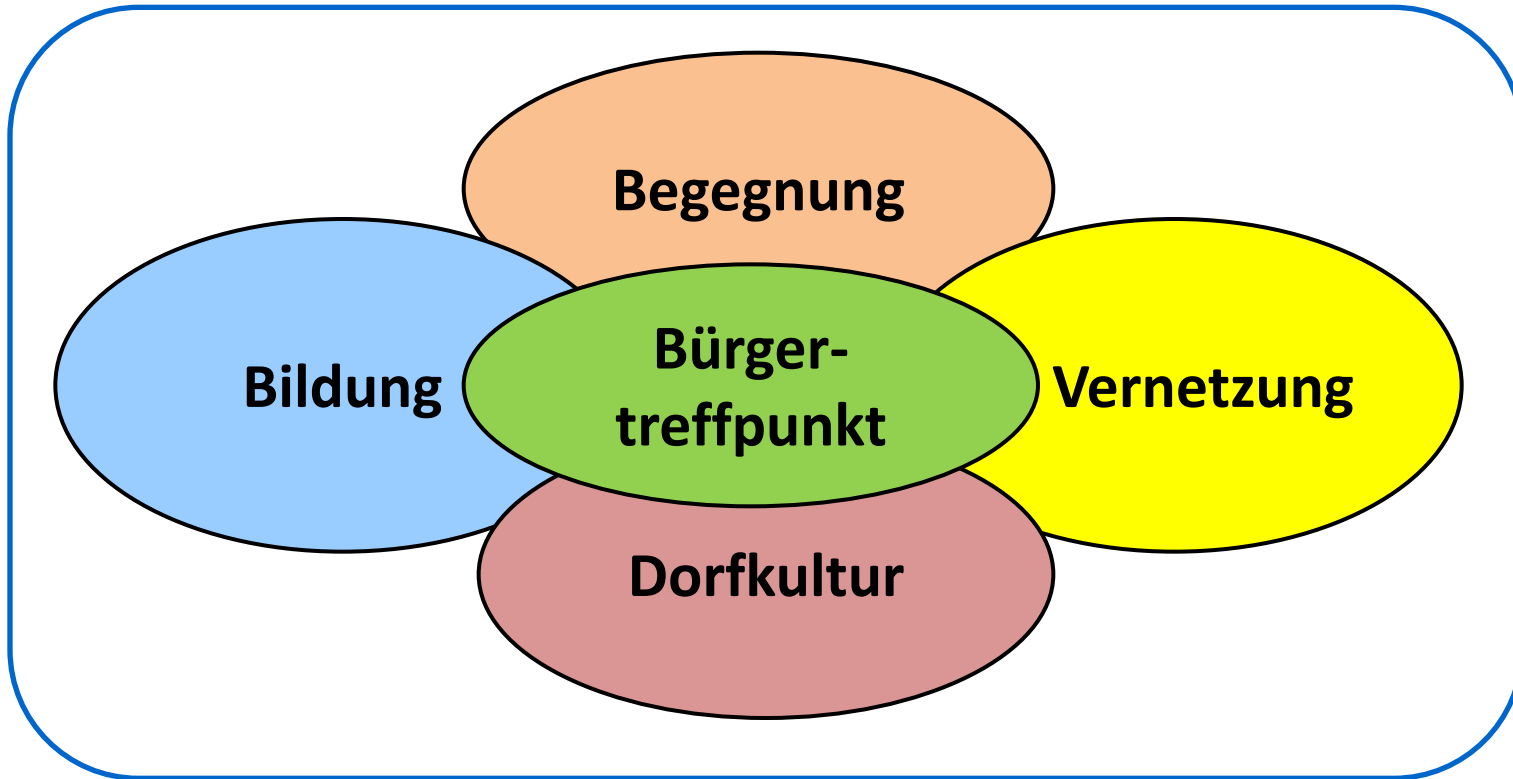 Begegnung
Bildung
Bürger-
treffpunkt
Vernetzung
Dorfkultur